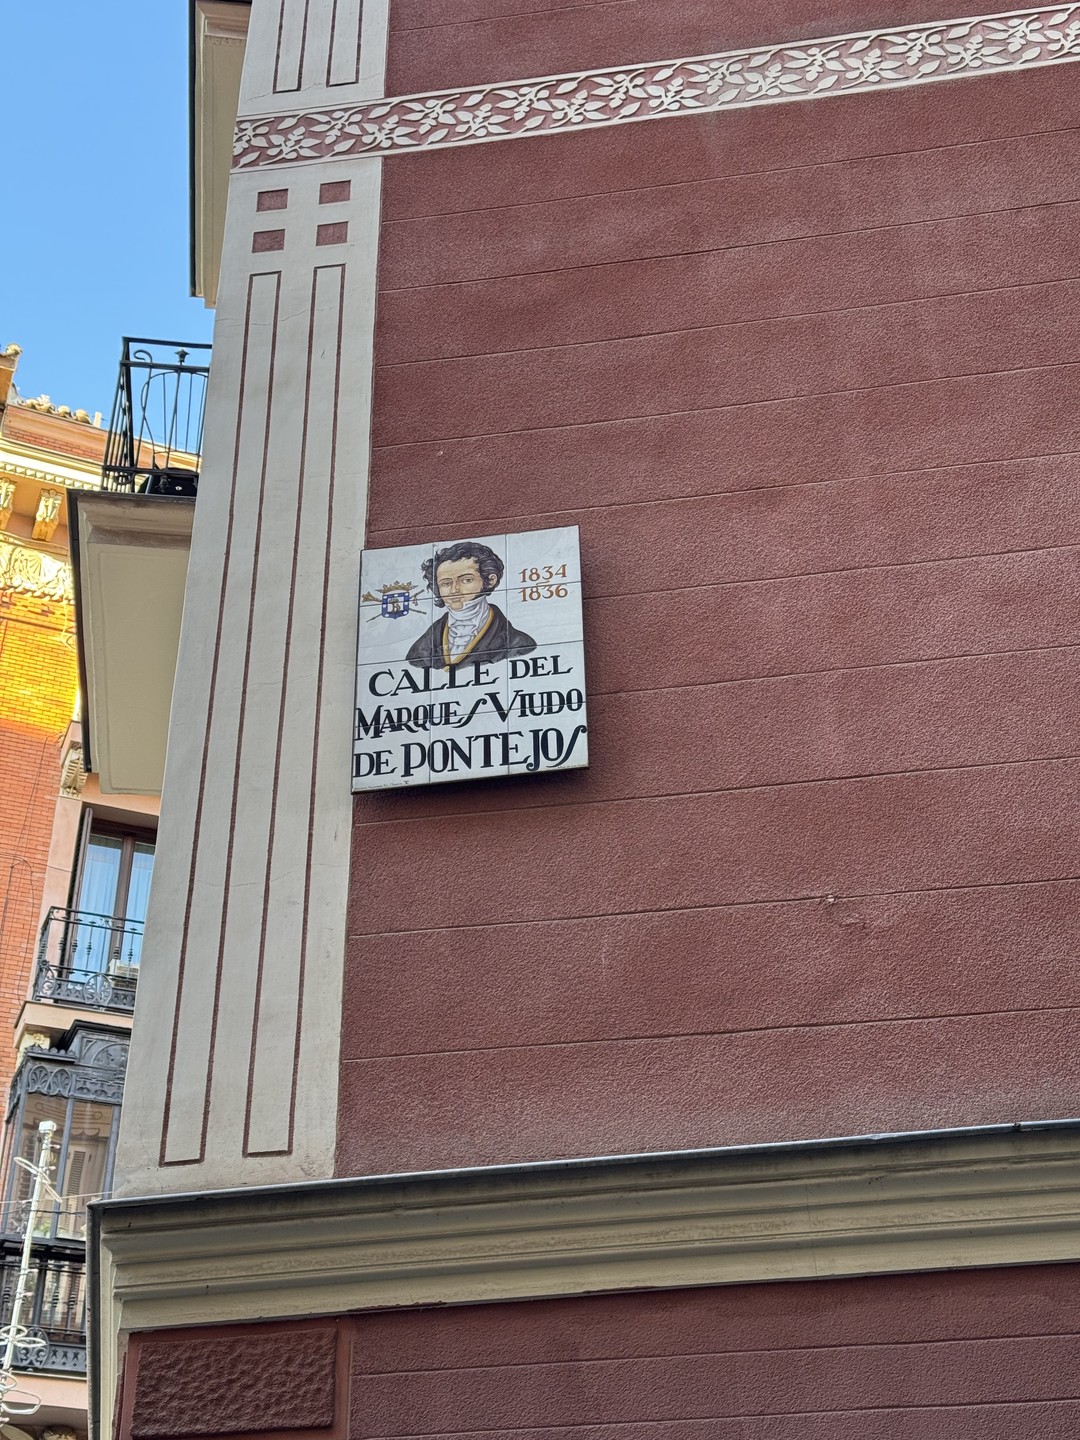 1834
1836
CALLE DEL
MARQUES VIUDO
DE PONTEJOS